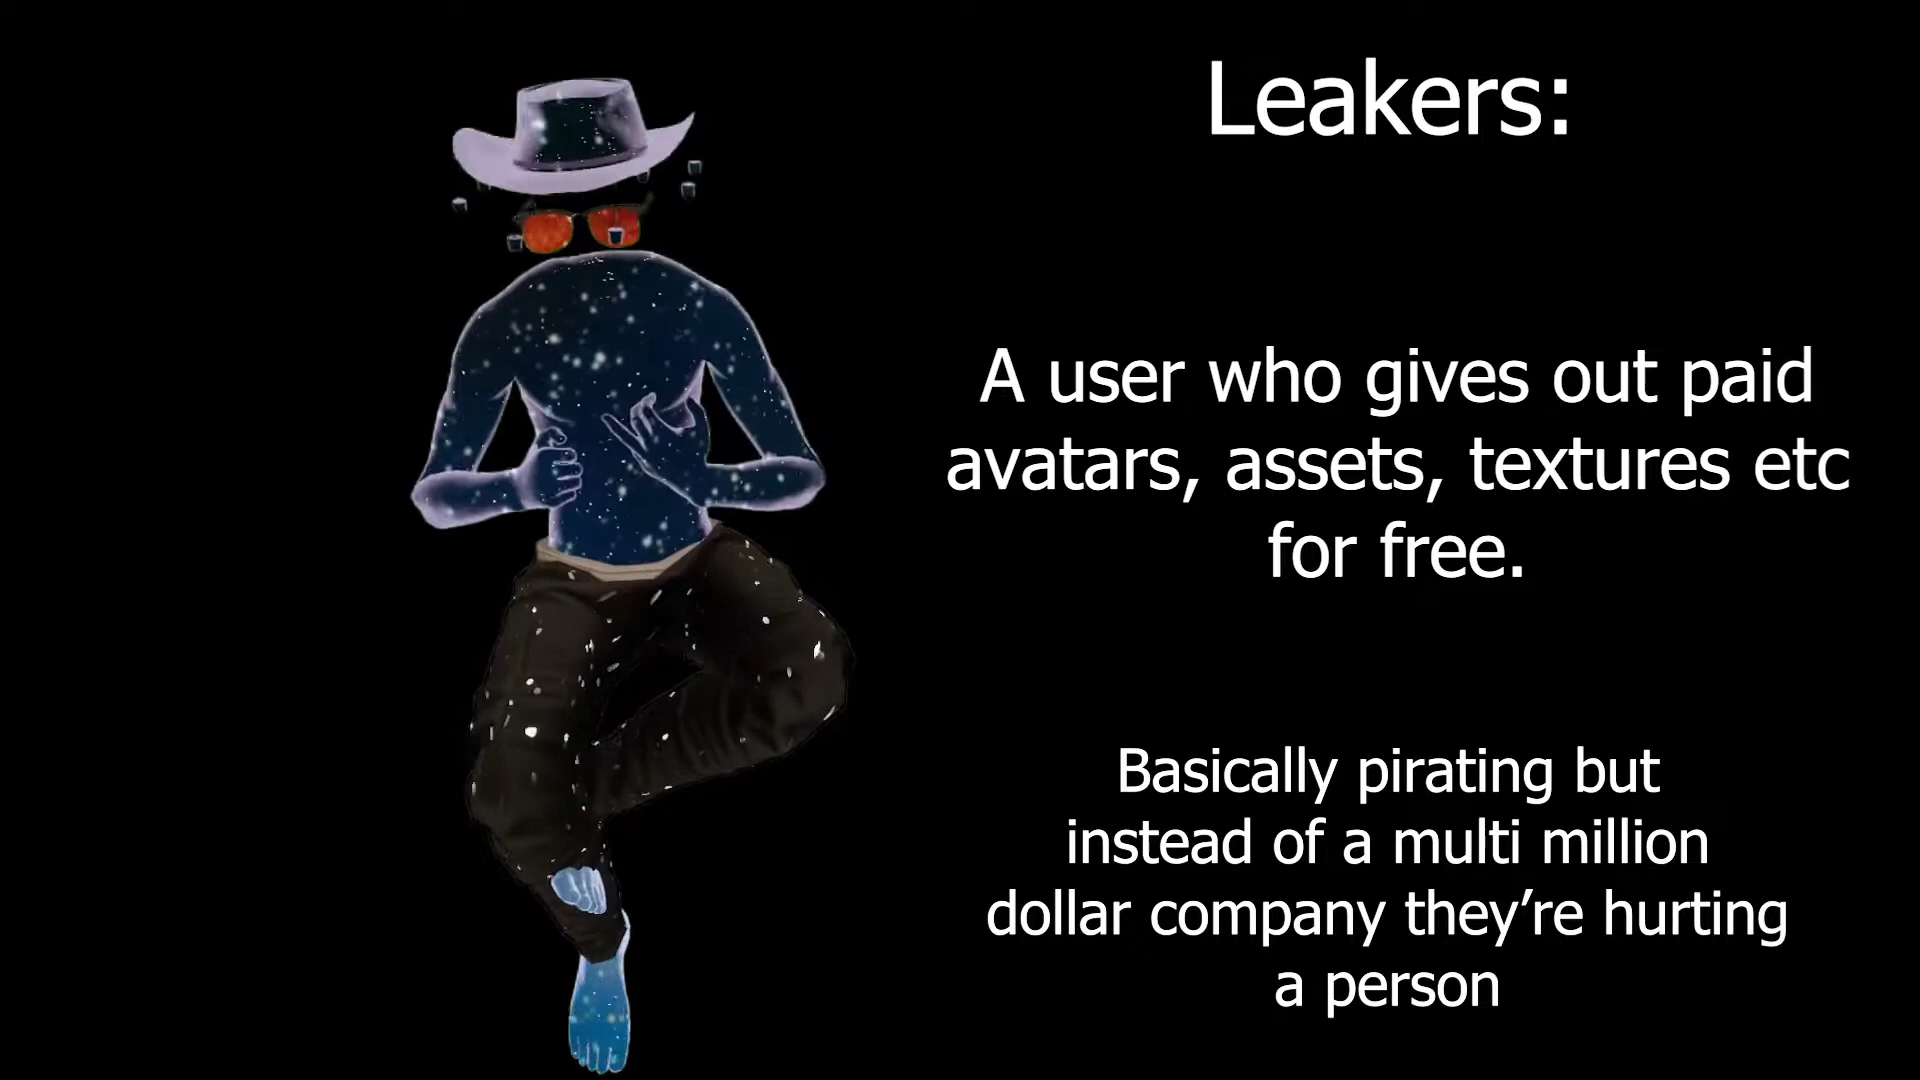 Leakers:
A user who gives out paid
avatars, assets, textures etc
for free.
Basically pirating but
instead of a multi million
dollar company they’re hurting
a person